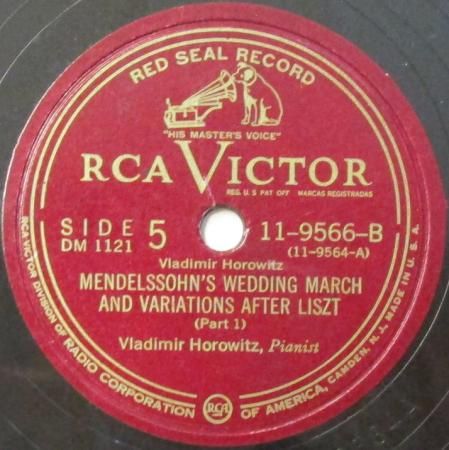 RED SEAL RECORD
"HIS MASTER'S VOICE"
RCA VICTOR
REG. U. S. PAT. OFF. MARCAS REGISTRADAS
SIDE 5 11-9566-B
DM 1121 (11-9564-A)
Vladimir Horowitz
MENDELSSOHN'S WEDDING MARCH
AND VARIATIONS AFTER LISZT
(Part 1)
Vladimir Horowitz, Pianist
RCA VICTOR DIVISION OF RADIO CORPORATION OF AMERICA, CAMDEN, N. J. MADE IN U. S. A.
RCA